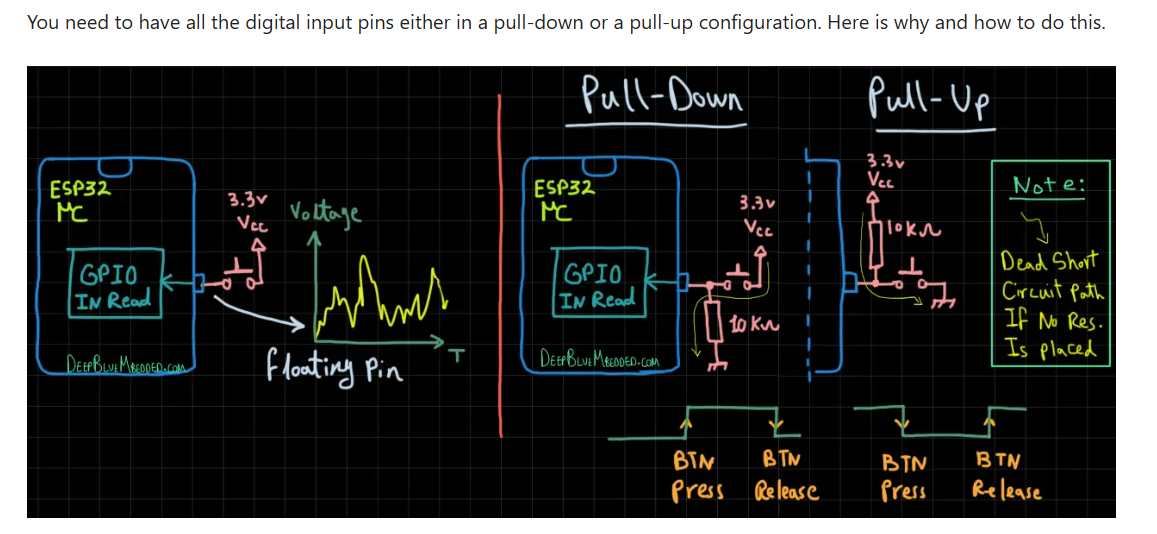 You need to have all the digital input pins either in a pull-down or a pull-up configuration. Here is why and how to do this.
Pull-Down
Pull-Up
ESP32
μC
GPIO
IN Read
DEEPBLUEMBEDDED.COM
3.3v
Vcc
Voltage
T
floating Pin
ESP32
μC
GPIO
IN Read
DEEPBLUEMBEDDED.COM
3.3v
Vcc
10 KΩ
3.3v
Vcc
10KΩ
Note:
Dead Short
Circuit Path
If No Res.
Is placed
BTN
Press
BTN
Release
BTN
Press
BTN
Release